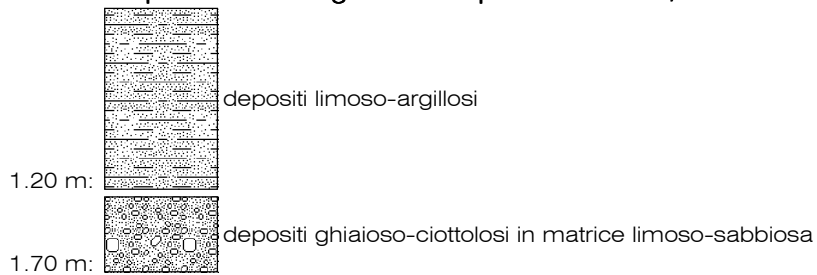 depositi limoso-argillosi
1.20 m:
depositi ghiaioso-ciottolosi in matrice limoso-sabbiosa
1.70 m: